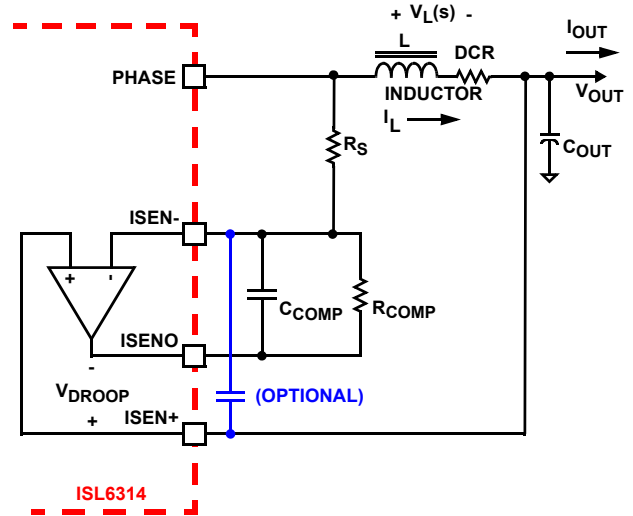 + VL(s) -
L
DCR
IOUT
PHASE
INDUCTOR
VOUT
IL
RS
COUT
ISEN-
+ -
CCOMP
RCOMP
ISENO
-
VDROOP
(OPTIONAL)
+
ISEN+
ISL6314